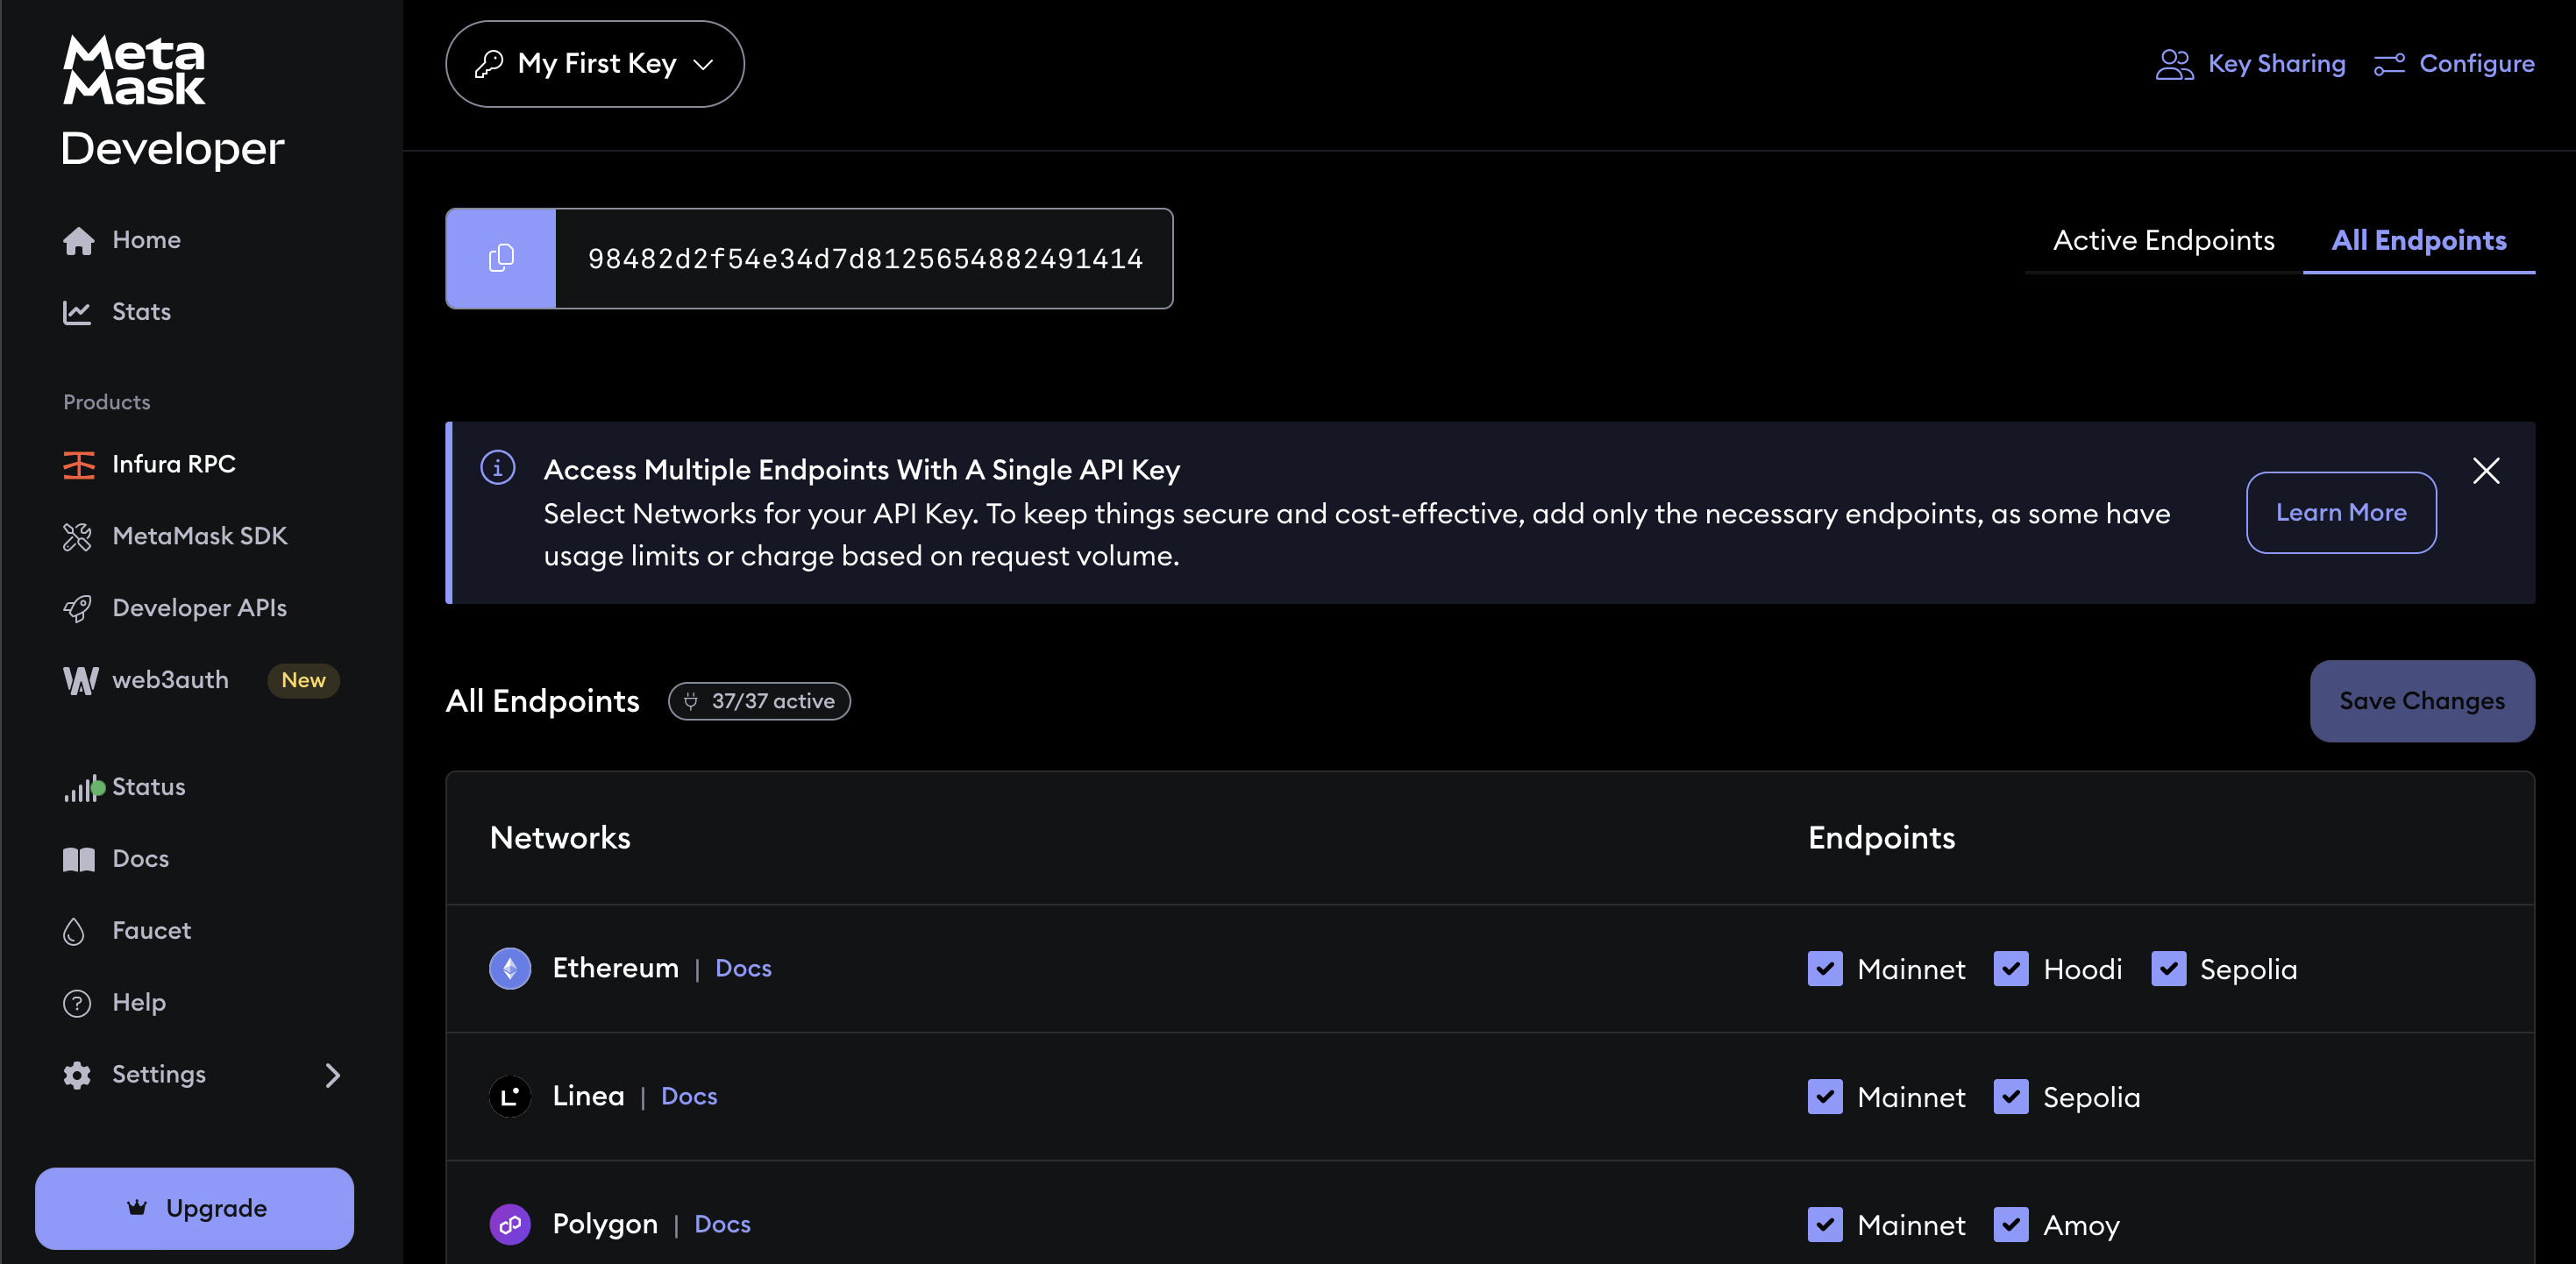 Meta
Mask
Developer
Home
Stats
Products
Infura RPC
MetaMask SDK
Developer APIs
web3auth New
Status
Docs
Faucet
Help
Settings
Upgrade
My First Key
Key Sharing Configure
98482d2f54e34d7d8125654882491414
Active Endpoints All Endpoints
Access Multiple Endpoints With A Single API Key
Select Networks for your API Key. To keep things secure and cost-effective, add only the necessary endpoints, as some have
usage limits or charge based on request volume.
Learn More
All Endpoints 37/37 active
Save Changes
Networks Endpoints
Ethereum | Docs Mainnet Hoodi Sepolia
Linea | Docs Mainnet Sepolia
Polygon | Docs Mainnet Amoy